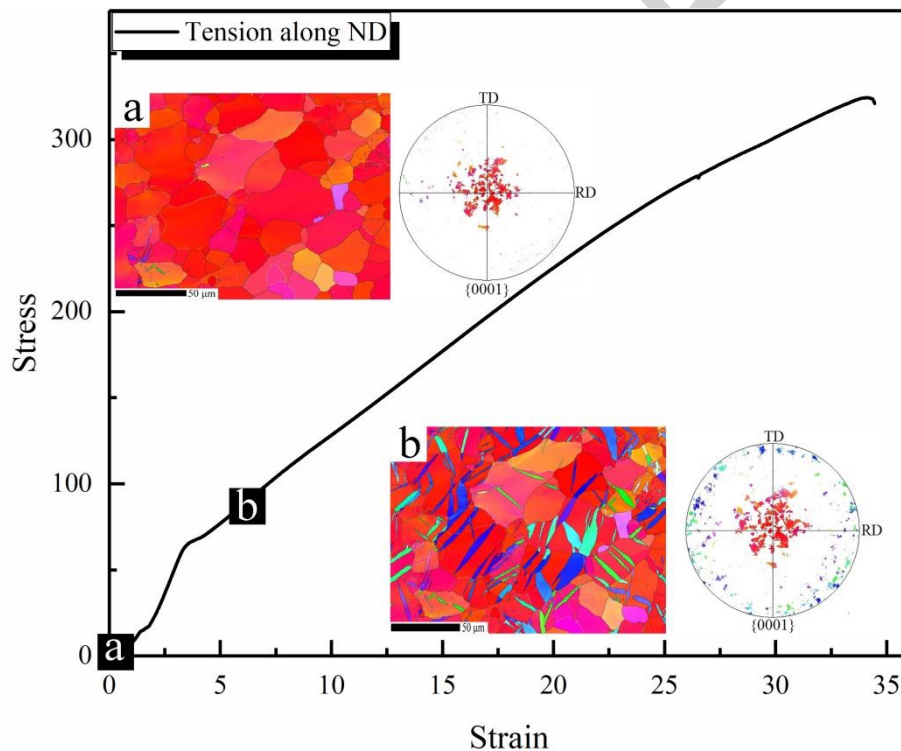 Tension along ND
a
TD
RD
{0001}
50 µm
300
200
100
0
Stress
b
TD
RD
{0001}
50 µm
b
a
0
5
10
15
20
25
30
35
Strain